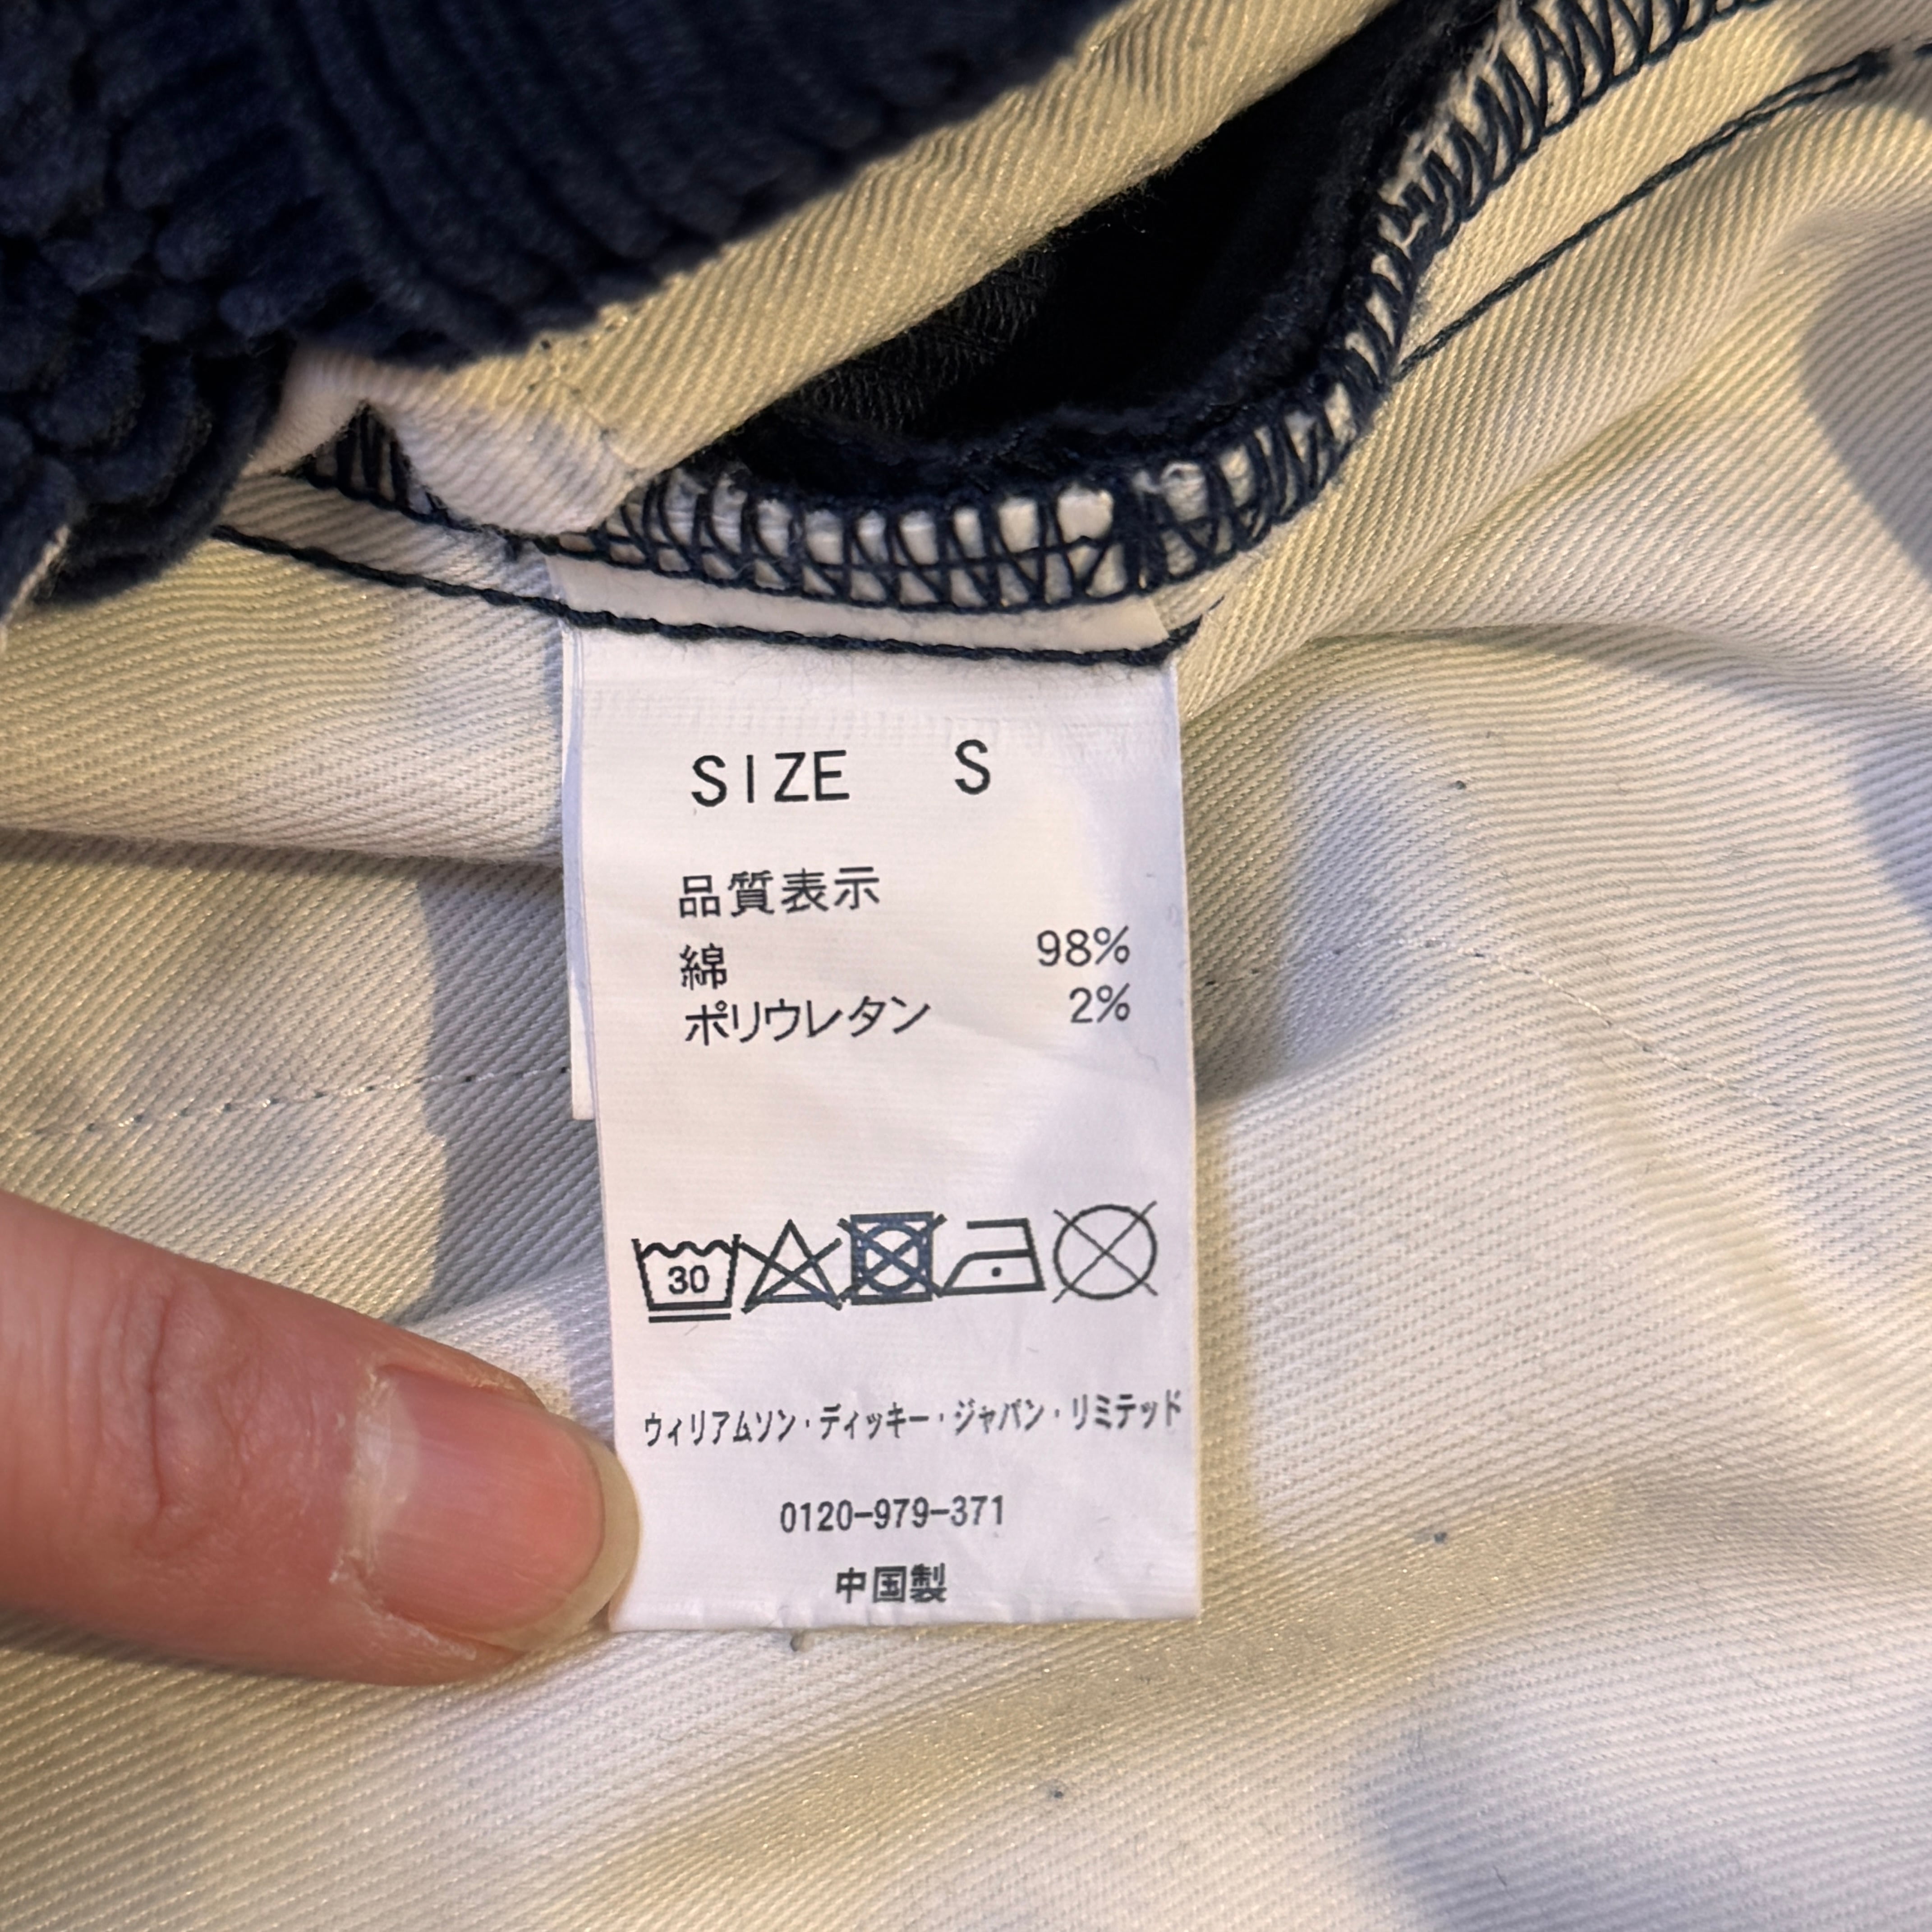 SIZE S
品質表示
綿 98%
ポリウレタン 2%
30
ウィリアムソン・ディッキー・ジャパン・リミテッド
0120-979-371
中国製